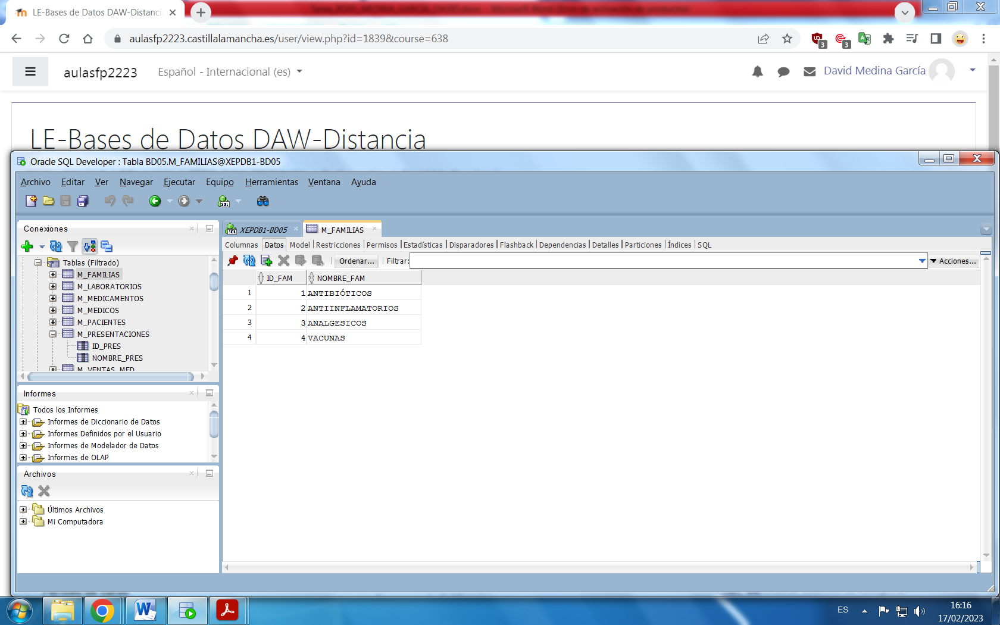 LE-Bases de Datos DAW-Distanci
aulasfp2223.castillalamancha.es/user/view.php?id=1839&course=638
3
3
aulasfp2223
Español - Internacional (es)
David Medina García
LE-Bases de Datos DAW-Distancia
Oracle SQL Developer : Tabla BD05.M_FAMILIAS@XEPDB1-BD05
Archivo Editar Ver Navegar Ejecutar Equipo Herramientas Ventana Ayuda
SQL
Conexiones
Tablas (Filtrado)
M_FAMILIAS
M_LABORATORIOS
M_MEDICAMENTOS
M_MEDICOS
M_PACIENTES
M_PRESENTACIONES
ID_PRES
NOMBRE_PRES
M_VENTAS_MED
Informes
Todos los Informes
Informes de Diccionario de Datos
Informes Definidos por el Usuario
Informes de Modelador de Datos
Informes de OLAP
Archivos
Últimos Archivos
Mi Computadora
SQL XEPDB1-BD05 M_FAMILIAS
Columnas Datos Model Restricciones Permisos Estadísticas Disparadores Flashback Dependencias Detalles Particiones Índices SQL
Ordenar... Filtrar: Acciones...
ID_FAM NOMBRE_FAM
1 1 ANTIBIÓTICOS
2 2 ANTIINFLAMATORIOS
3 3 ANALGESICOS
4 4 VACUNAS
ES
16:16
17/02/2023